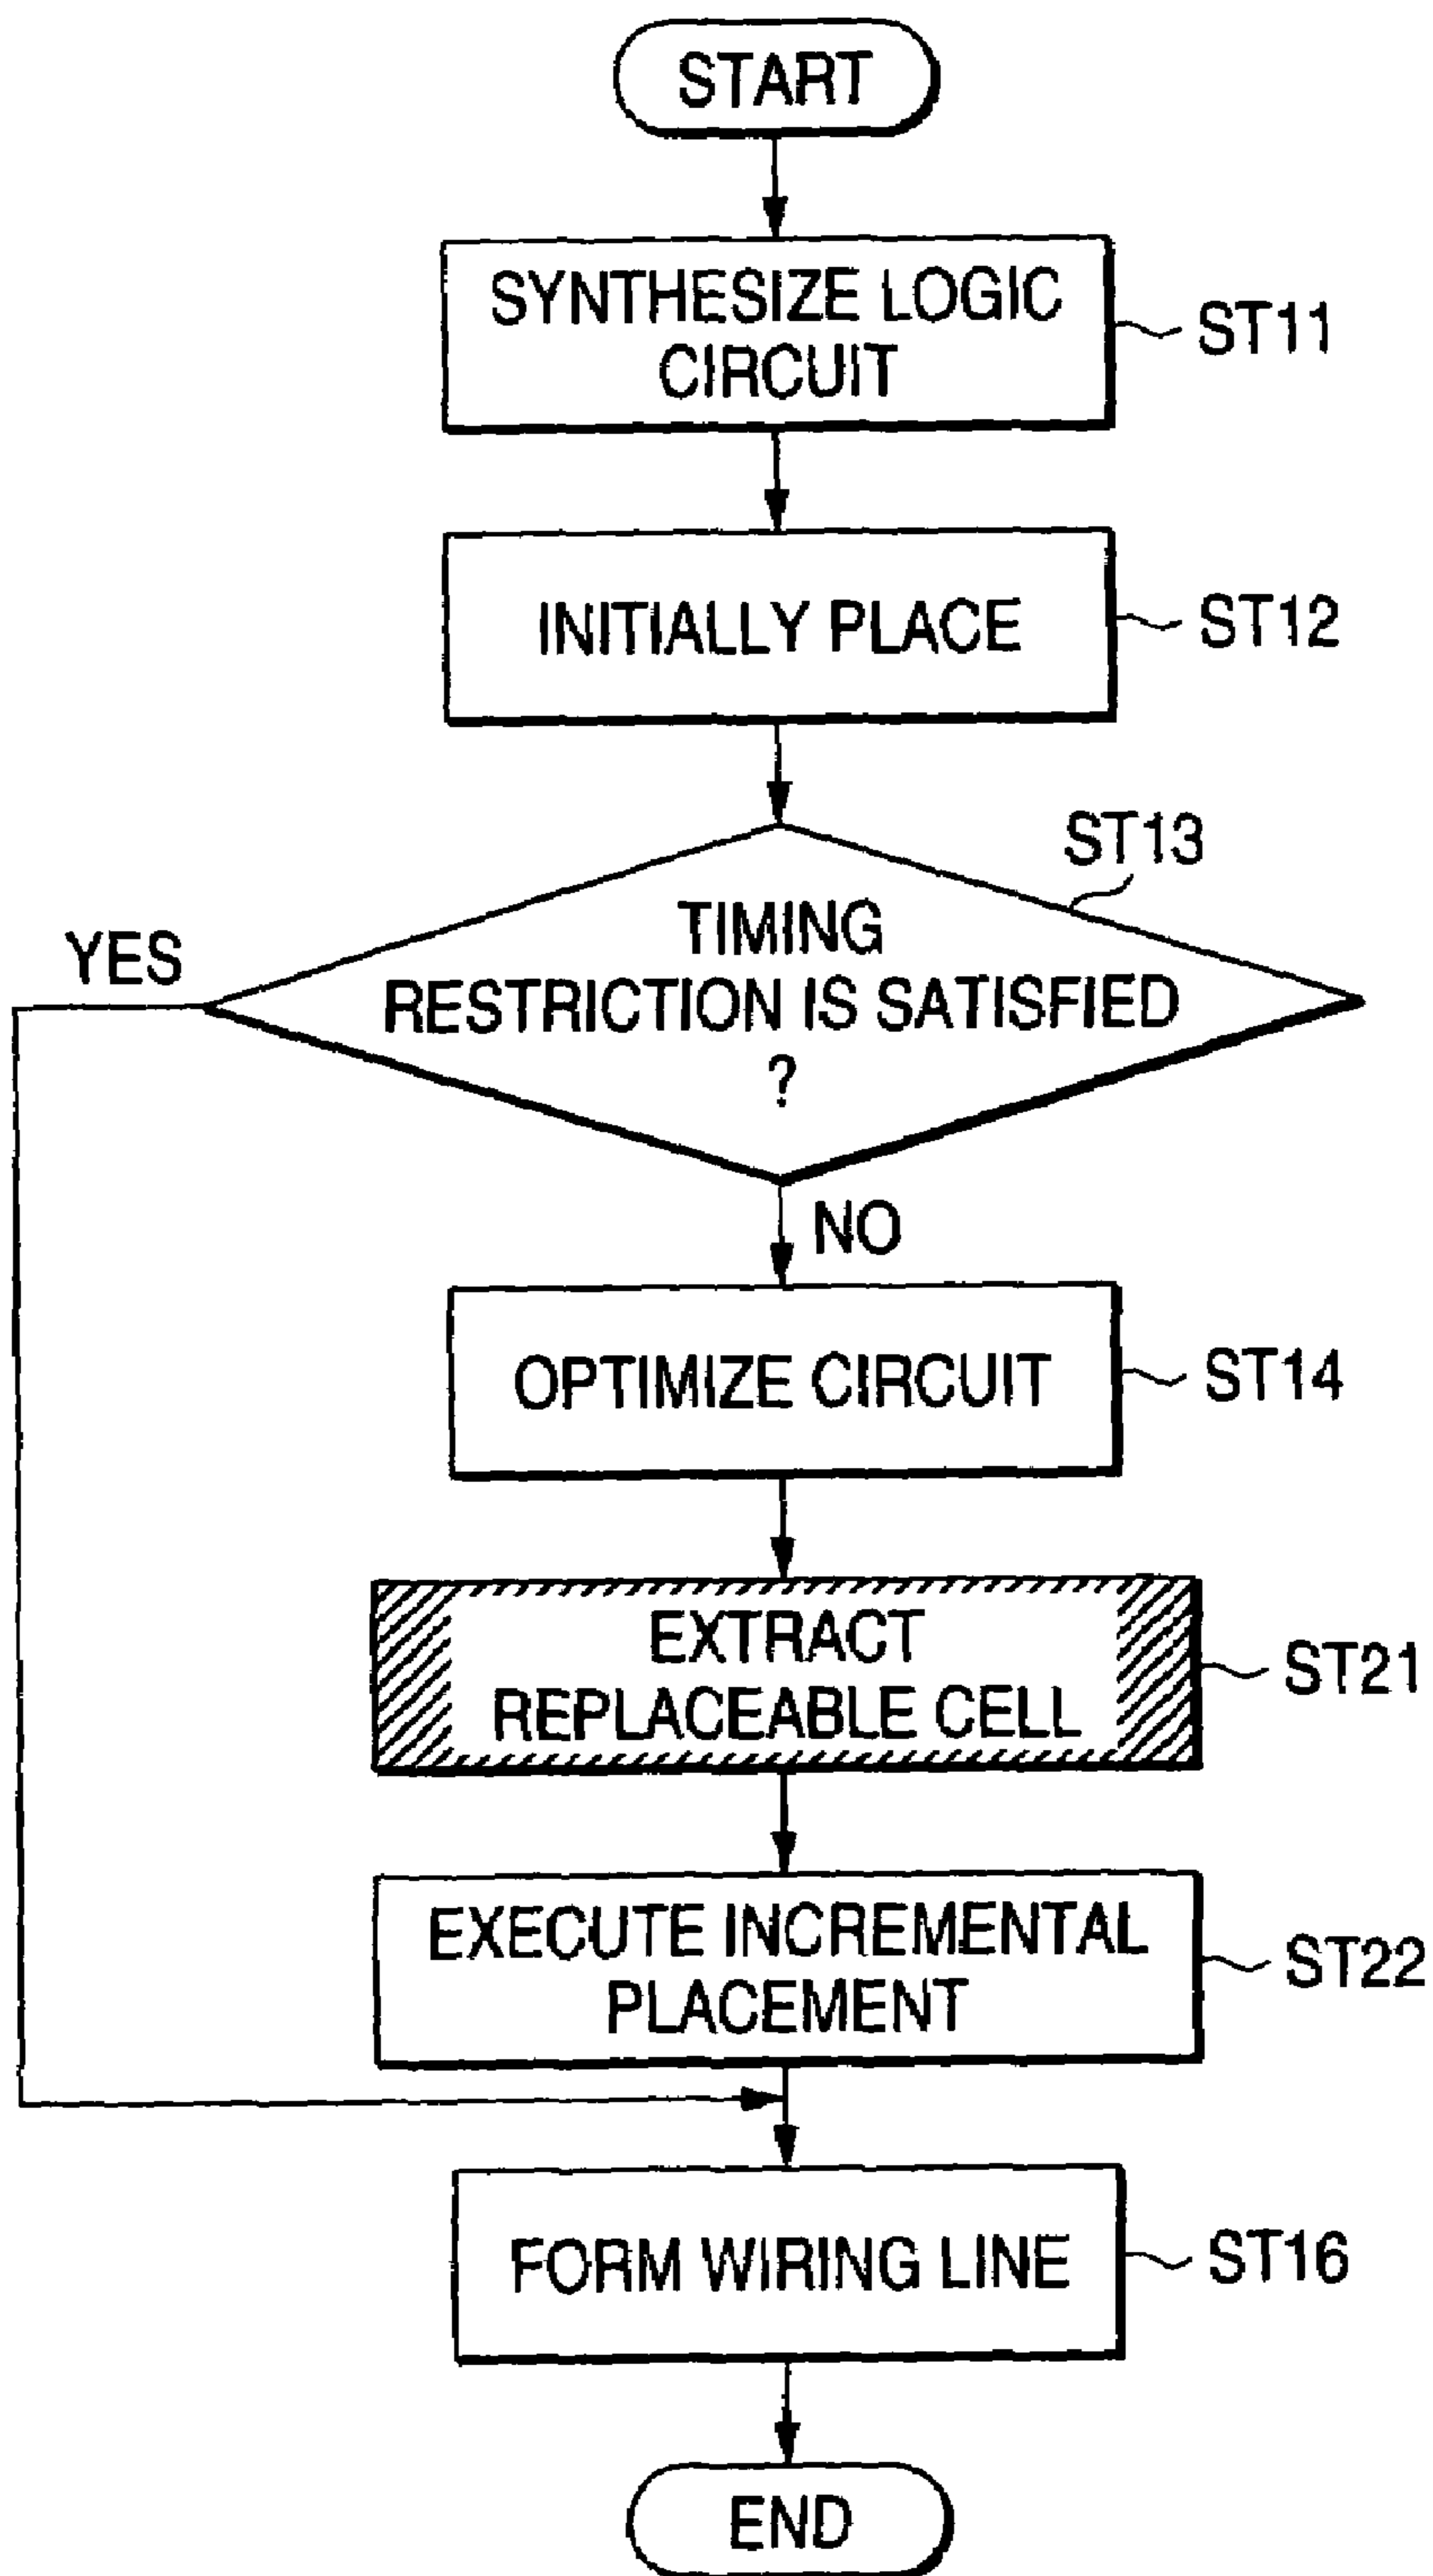 START
SYNTHESIZE LOGIC
CIRCUIT
ST11
INITIALLY PLACE
ST12
ST13
TIMING
RESTRICTION IS SATISFIED
?
YES
NO
OPTIMIZE CIRCUIT
ST14
EXTRACT
REPLACEABLE CELL
ST21
EXECUTE INCREMENTAL
PLACEMENT
ST22
FORM WIRING LINE
ST16
END